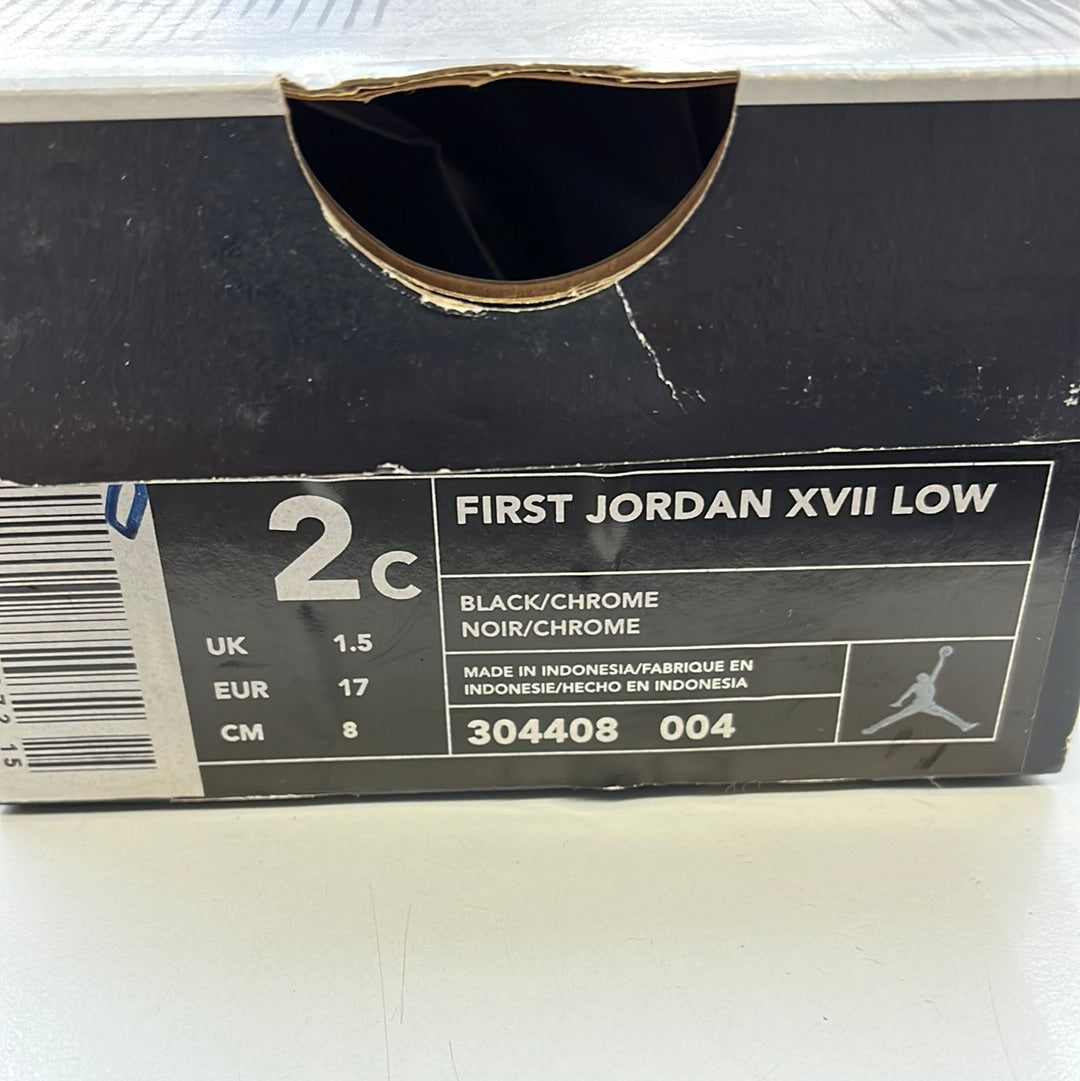 2C
UK 1.5
EUR 17
CM 8
FIRST JORDAN XVII LOW
BLACK/CHROME
NOIR/CHROME
MADE IN INDONESIA/FABRIQUE EN
INDONESIE/HECHO EN INDONESIA
304408 004